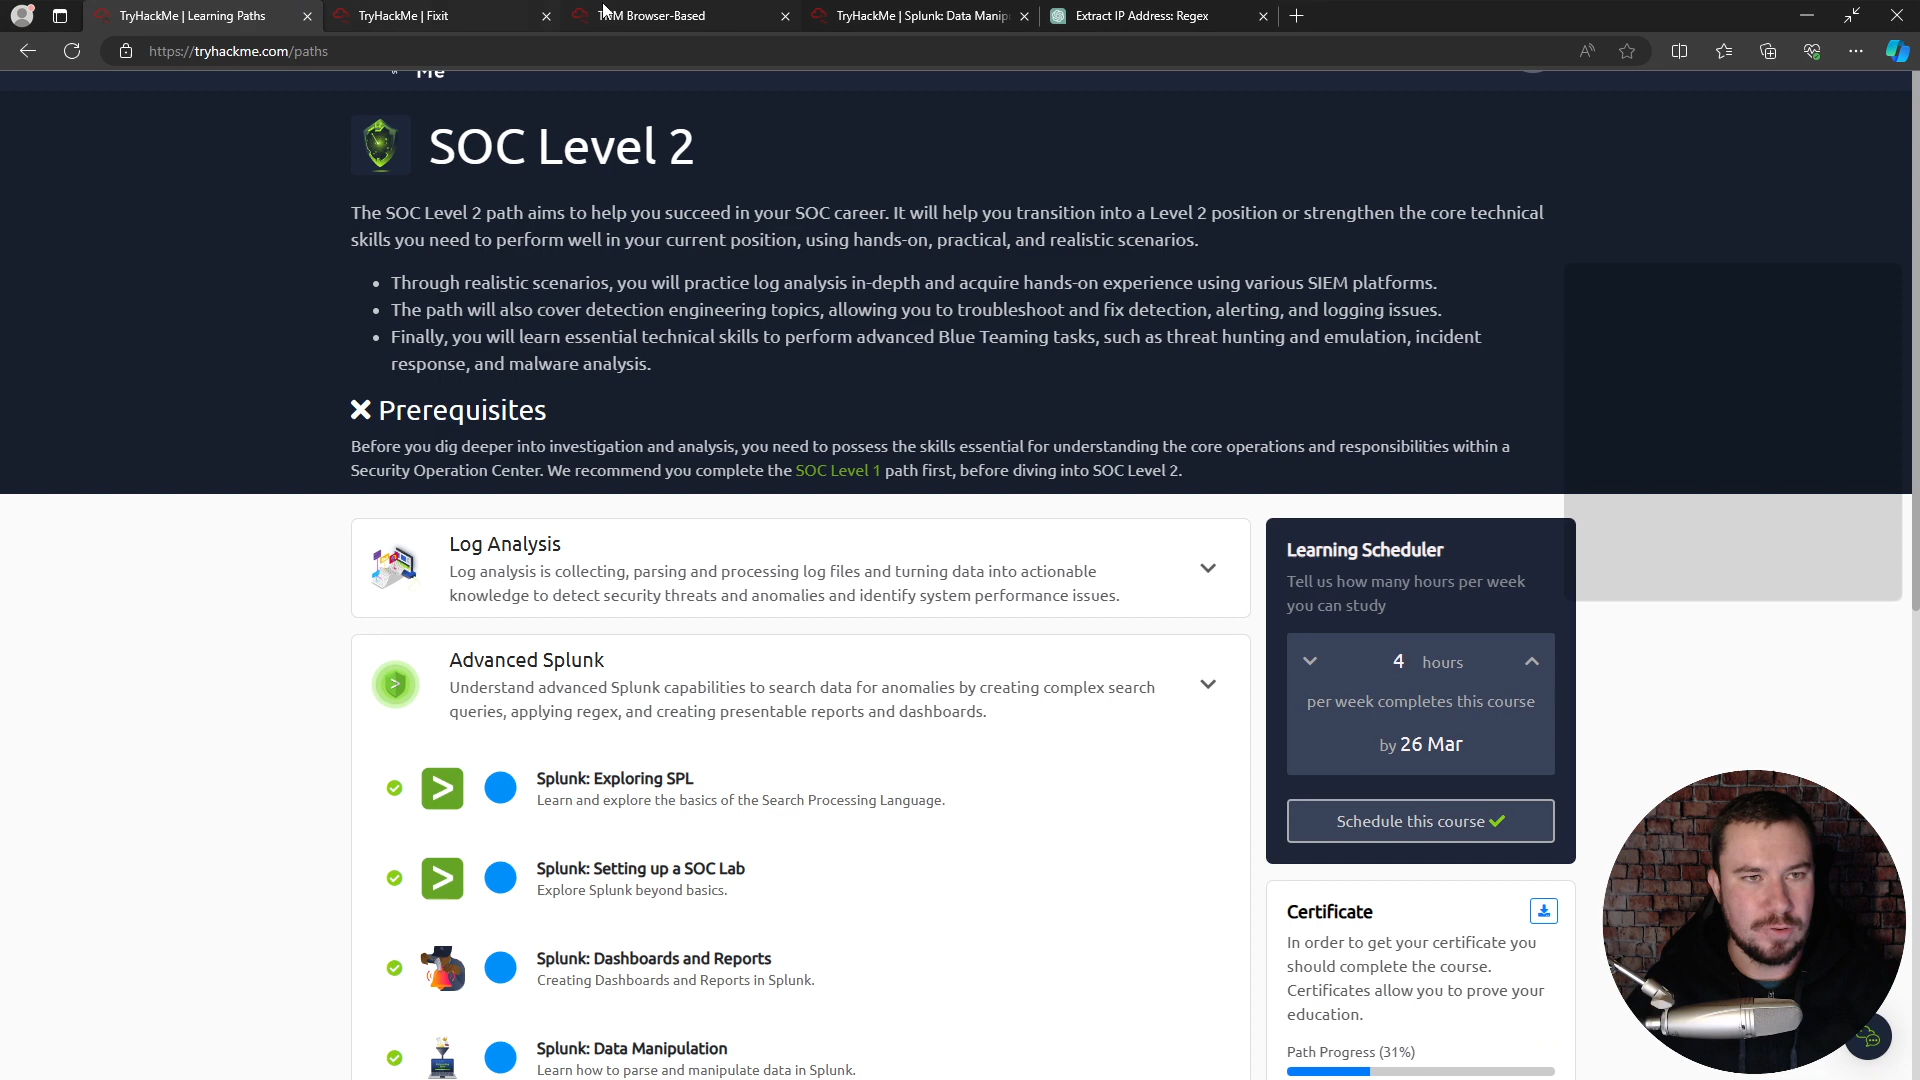 TryHackMe | Learning Paths
TryHackMe | Fixit
THM Browser-Based
TryHackMe | Splunk: Data Manip
Extract IP Address: Regex
https://tryhackme.com/paths
Me
SOC Level 2
The SOC Level 2 path aims to help you succeed in your SOC career. It will help you transition into a Level 2 position or strengthen the core technical
skills you need to perform well in your current position, using hands-on, practical, and realistic scenarios.
Through realistic scenarios, you will practice log analysis in-depth and acquire hands-on experience using various SIEM platforms.
The path will also cover detection engineering topics, allowing you to troubleshoot and fix detection, alerting, and logging issues.
Finally, you will learn essential technical skills to perform advanced Blue Teaming tasks, such as threat hunting and emulation, incident
response, and malware analysis.
Prerequisites
Before you dig deeper into investigation and analysis, you need to possess the skills essential for understanding the core operations and responsibilities within a
Security Operation Center. We recommend you complete the SOC Level 1 path first, before diving into SOC Level 2.
Log Analysis
Log analysis is collecting, parsing and processing log files and turning data into actionable
knowledge to detect security threats and anomalies and identify system performance issues.
Advanced Splunk
Understand advanced Splunk capabilities to search data for anomalies by creating complex search
queries, applying regex, and creating presentable reports and dashboards.
Splunk: Exploring SPL
Learn and explore the basics of the Search Processing Language.
Splunk: Setting up a SOC Lab
Explore Splunk beyond basics.
Splunk: Dashboards and Reports
Creating Dashboards and Reports in Splunk.
Splunk: Data Manipulation
Learn how to parse and manipulate data in Splunk.
Learning Scheduler
Tell us how many hours per week
you can study
4 hours
per week completes this course
by 26 Mar
Schedule this course
Certificate
In order to get your certificate you
should complete the course.
Certificates allow you to prove your
education.
Path Progress (31%)